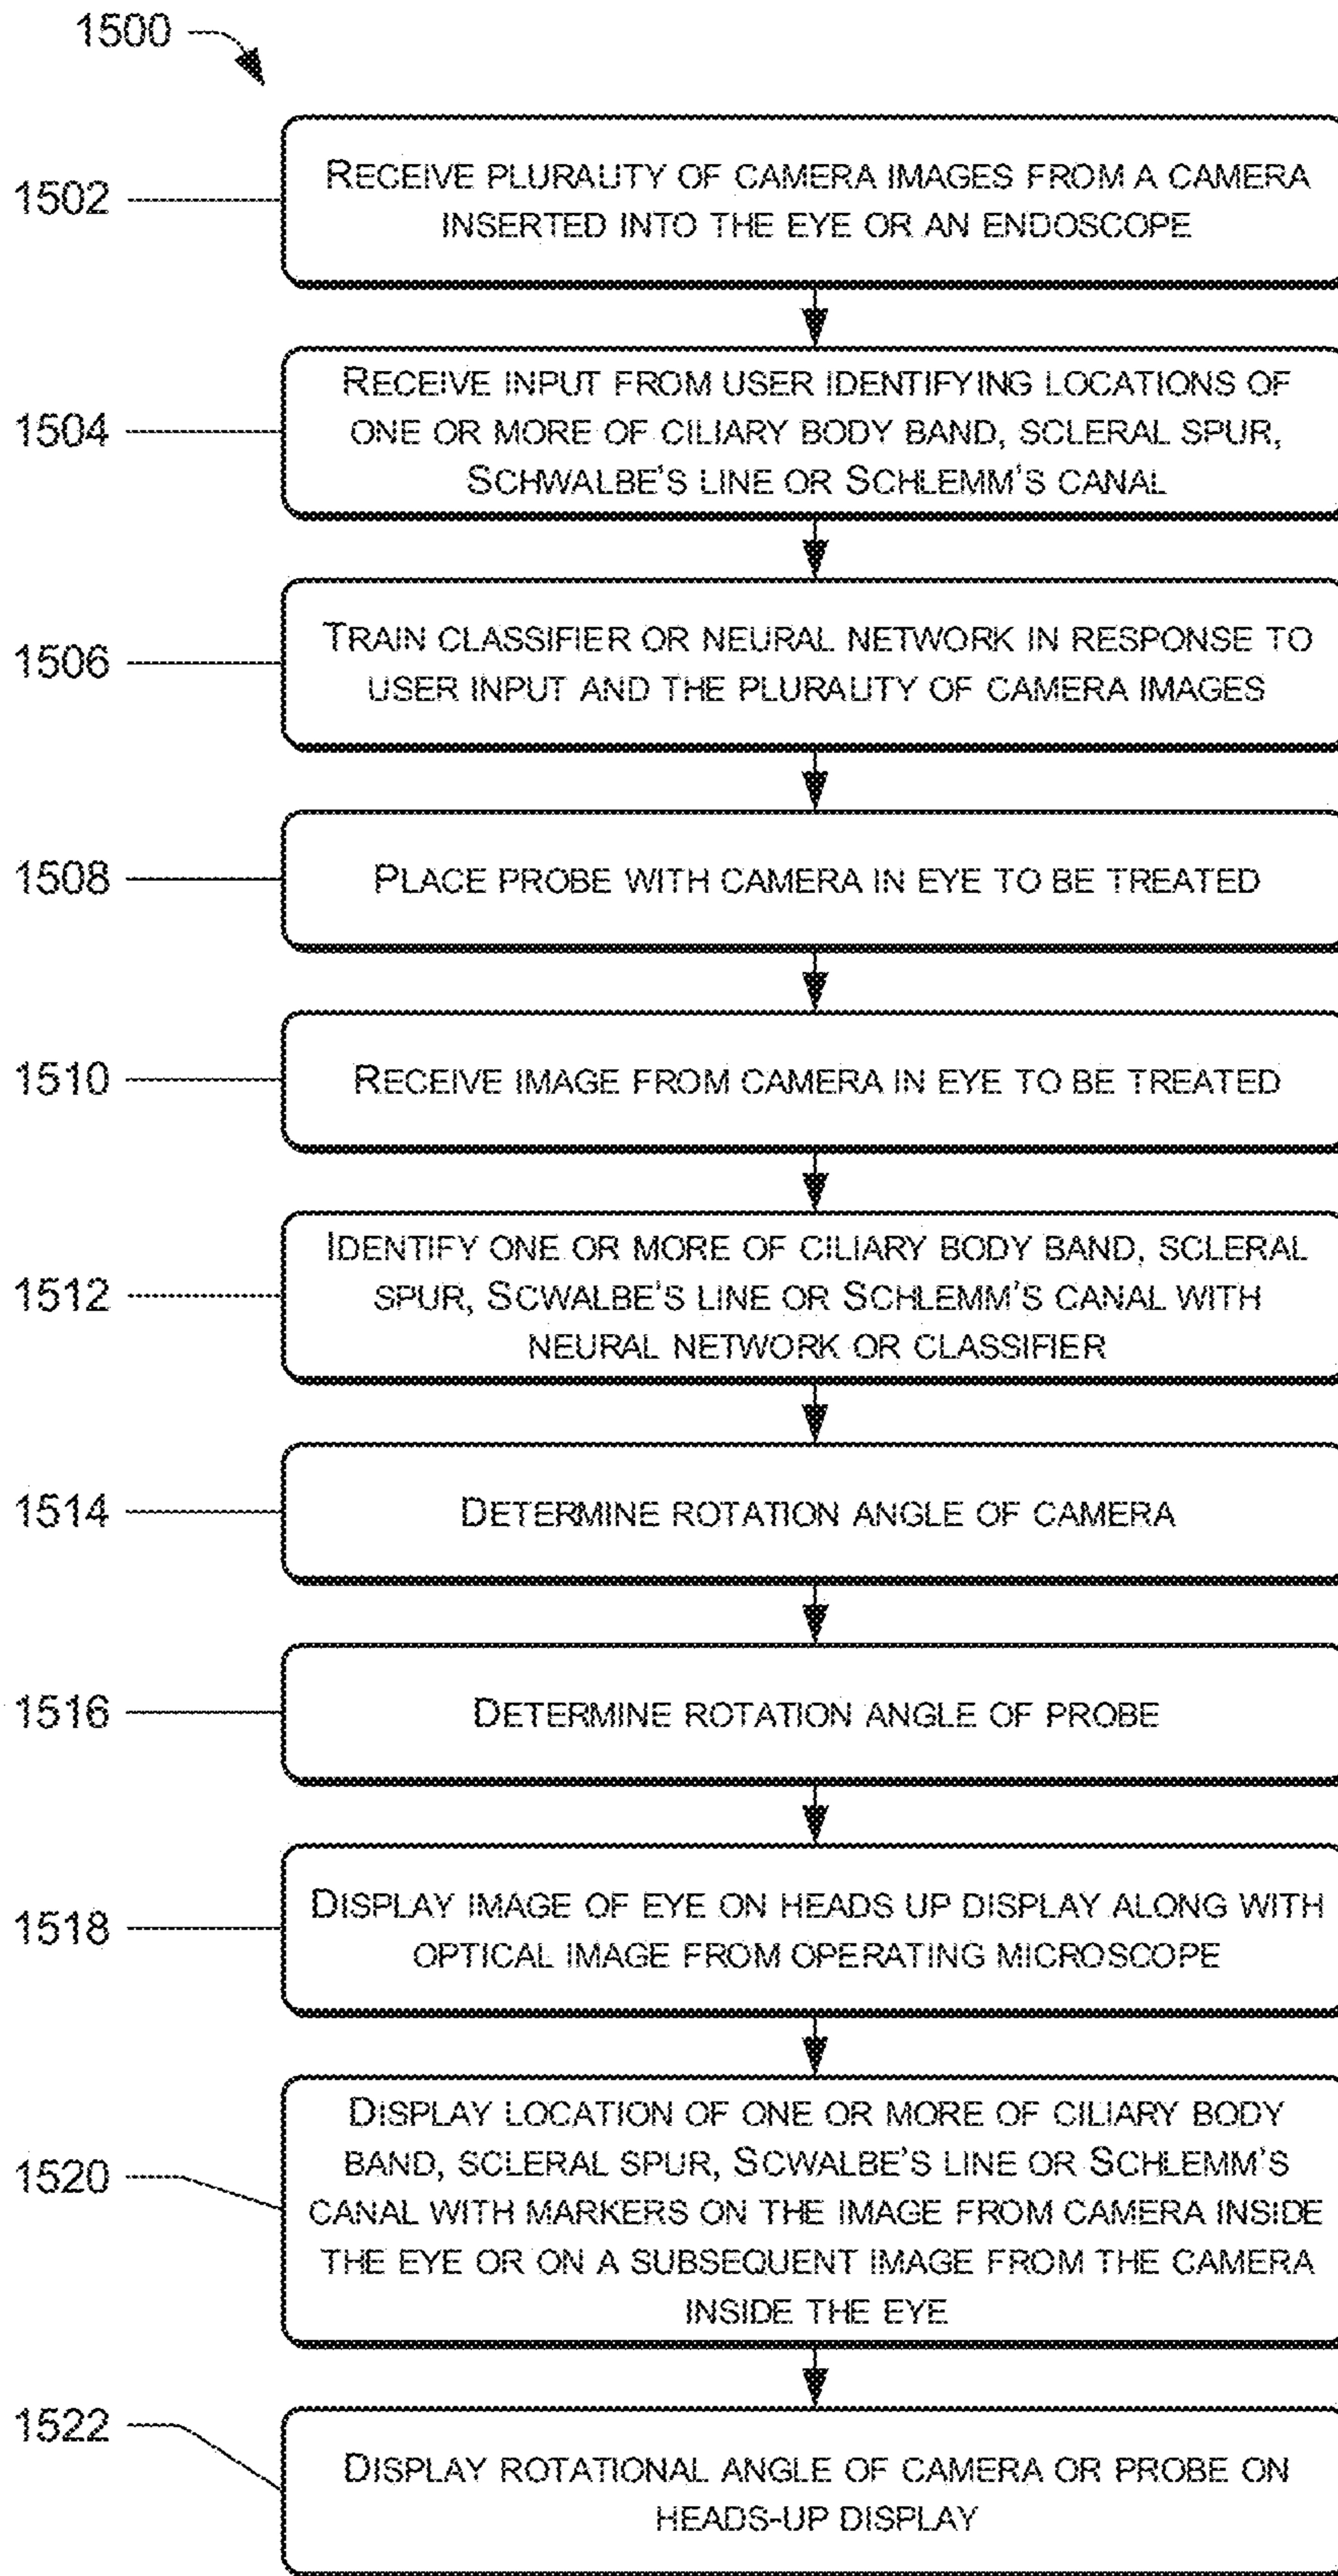 1500
1502
RECEIVE PLURALITY OF CAMERA IMAGES FROM A CAMERA
INSERTED INTO THE EYE OR AN ENDOSCOPE
1504
RECEIVE INPUT FROM USER IDENTIFYING LOCATIONS OF
ONE OR MORE OF CILIARY BODY BAND, SCLERAL SPUR,
SCHWALBE'S LINE OR SCHLEMM'S CANAL
1506
TRAIN CLASSIFIER OR NEURAL NETWORK IN RESPONSE TO
USER INPUT AND THE PLURALITY OF CAMERA IMAGES
1508
PLACE PROBE WITH CAMERA IN EYE TO BE TREATED
1510
RECEIVE IMAGE FROM CAMERA IN EYE TO BE TREATED
1512
IDENTIFY ONE OR MORE OF CILIARY BODY BAND, SCLERAL
SPUR, SCWALBE'S LINE OR SCHLEMM'S CANAL WITH
NEURAL NETWORK OR CLASSIFIER
1514
DETERMINE ROTATION ANGLE OF CAMERA
1516
DETERMINE ROTATION ANGLE OF PROBE
1518
DISPLAY IMAGE OF EYE ON HEADS UP DISPLAY ALONG WITH
OPTICAL IMAGE FROM OPERATING MICROSCOPE
1520
DISPLAY LOCATION OF ONE OR MORE OF CILIARY BODY
BAND, SCLERAL SPUR, SCWALBE'S LINE OR SCHLEMM'S
CANAL WITH MARKERS ON THE IMAGE FROM CAMERA INSIDE
THE EYE OR ON A SUBSEQUENT IMAGE FROM THE CAMERA
INSIDE THE EYE
1522
DISPLAY ROTATIONAL ANGLE OF CAMERA OR PROBE ON
HEADS-UP DISPLAY